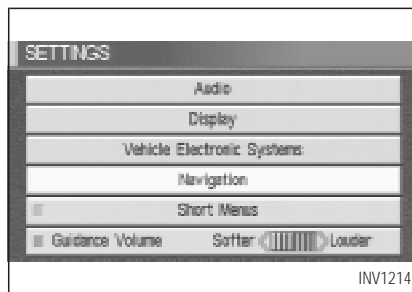 SETTINGS
Audio
Display
Vehicle Electronic Systems
Navigation
Short Menus
Guidance Volume Softer Louder
INV1214